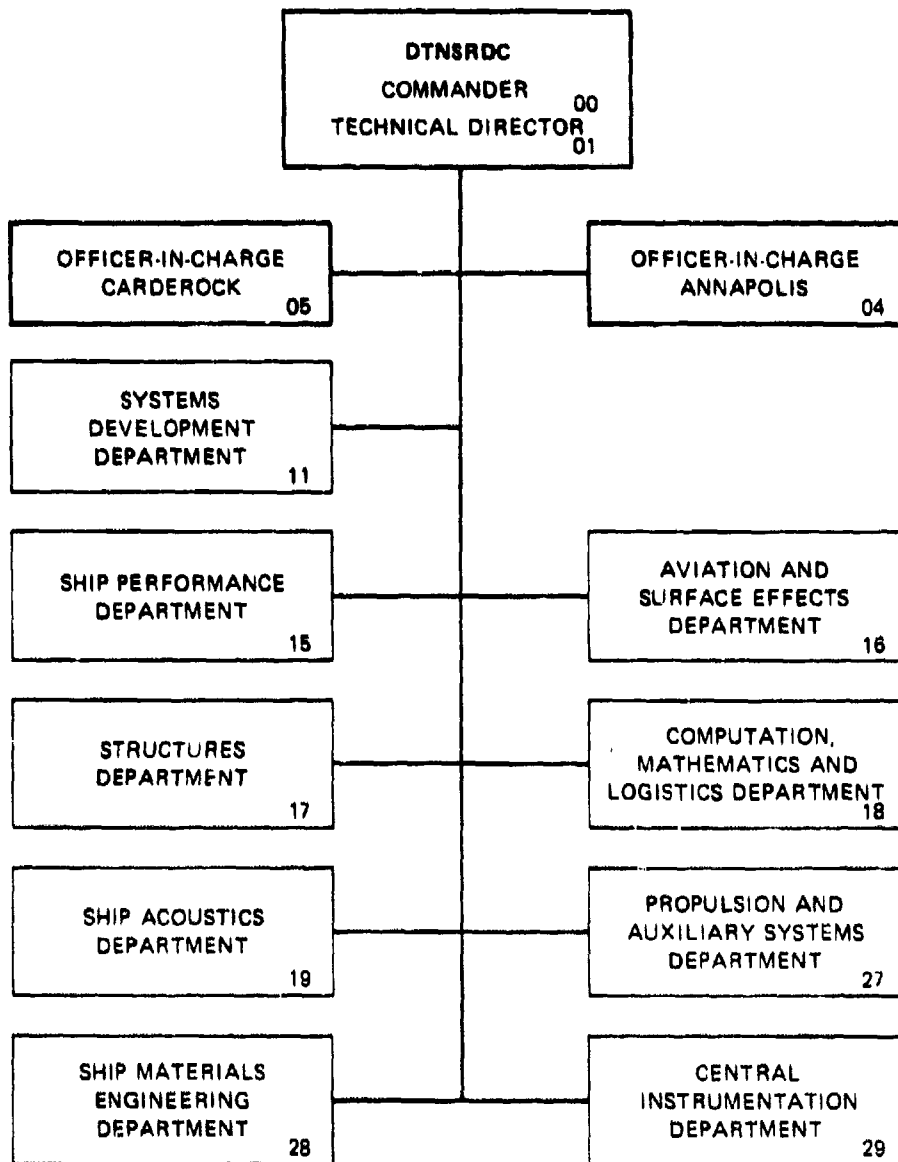 DTNSRDC
COMMANDER
00
TECHNICAL DIRECTOR
01
OFFICER-IN-CHARGE
CARDEROCK
05
OFFICER-IN-CHARGE
ANNAPOLIS
04
SYSTEMS
DEVELOPMENT
DEPARTMENT
11
SHIP PERFORMANCE
DEPARTMENT
15
AVIATION AND
SURFACE EFFECTS
DEPARTMENT
16
STRUCTURES
DEPARTMENT
17
COMPUTATION,
MATHEMATICS AND
LOGISTICS DEPARTMENT
18
SHIP ACOUSTICS
DEPARTMENT
19
PROPULSION AND
AUXILIARY SYSTEMS
DEPARTMENT
27
SHIP MATERIALS
ENGINEERING
DEPARTMENT
28
CENTRAL
INSTRUMENTATION
DEPARTMENT
29